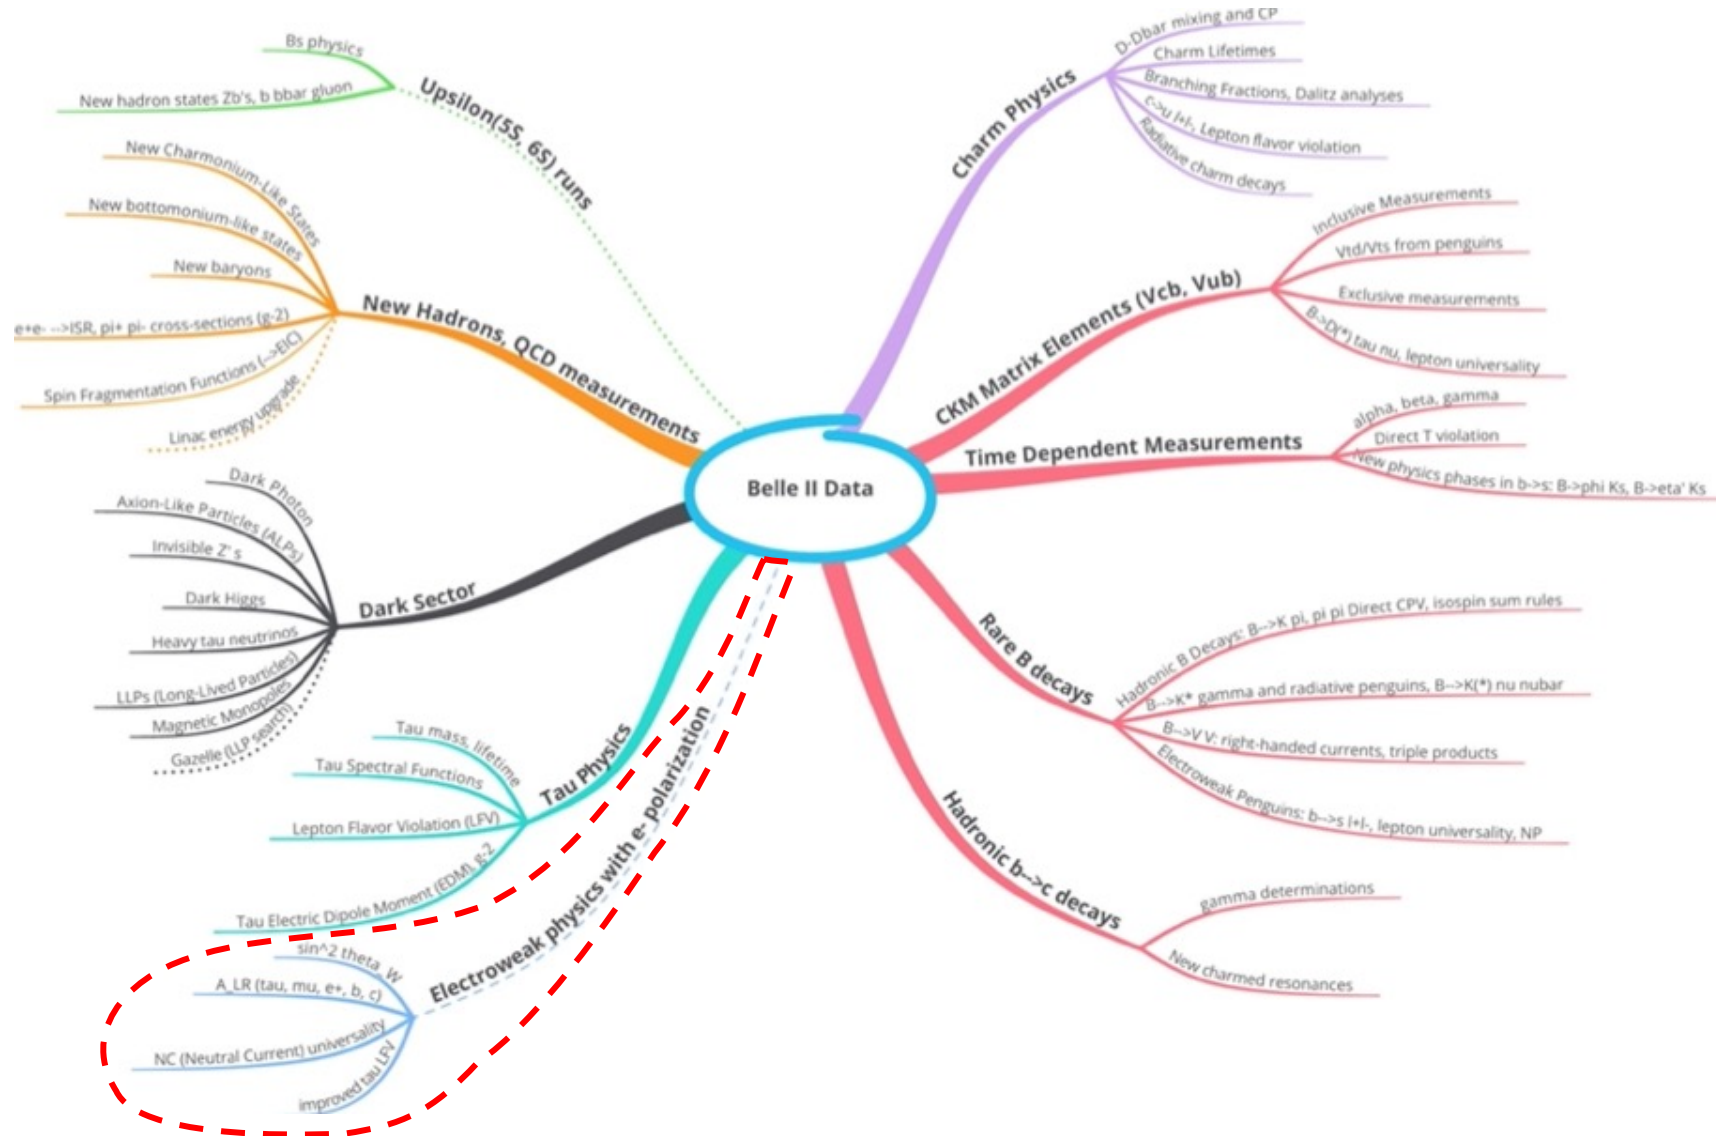 Belle II Data
Upsilon(5S, 6S) runs
Bs physics
New hadron states Zb's, b bbar gluon
New Hadrons, QCD measurements
New Charmonium-Like States
New bottomonium-like states
New baryons
e+e- -->ISR, pi+ pi- cross-sections (g-2)
Spin Fragmentation Functions (-->EIC)
Linac energy upgrade
Dark Sector
Dark Photon
Axion-Like Particles (ALPs)
Invisible Z' s
Dark Higgs
Heavy tau neutrinos
LLPs (Long-Lived Particles)
Magnetic Monopoles
Gazelle (LLP search)
Tau Physics
Tau mass, lifetime
Tau Spectral Functions
Lepton Flavor Violation (LFV)
Tau Electric Dipole Moment (EDM), g-2
Electroweak physics with e- polarization
sin^2 theta_W
A_LR (tau, mu, e+, b, c)
NC (Neutral Current) universality
improved tau LFV
Charm Physics
D-Dbar mixing and CP
Charm Lifetimes
Branching Fractions, Dalitz analyses
c->u l+l-, Lepton flavor violation
Radiative charm decays
CKM Matrix Elements (Vcb, Vub)
Inclusive Measurements
Vtd/Vts from penguins
Exclusive measurements
B->D(*) tau nu, lepton universality
Time Dependent Measurements
alpha, beta, gamma
Direct T violation
New physics phases in b->s: B->phi Ks, B->eta' Ks
Rare B decays
Hadronic B Decays: B-->K pi, pi pi Direct CPV, isospin sum rules
B-->K* gamma and radiative penguins, B-->K(*) nu nubar
B-->V V: right-handed currents, triple products
Electroweak Penguins: b-->s l+l-, lepton universality, NP
Hadronic b-->c decays
gamma determinations
New charmed resonances